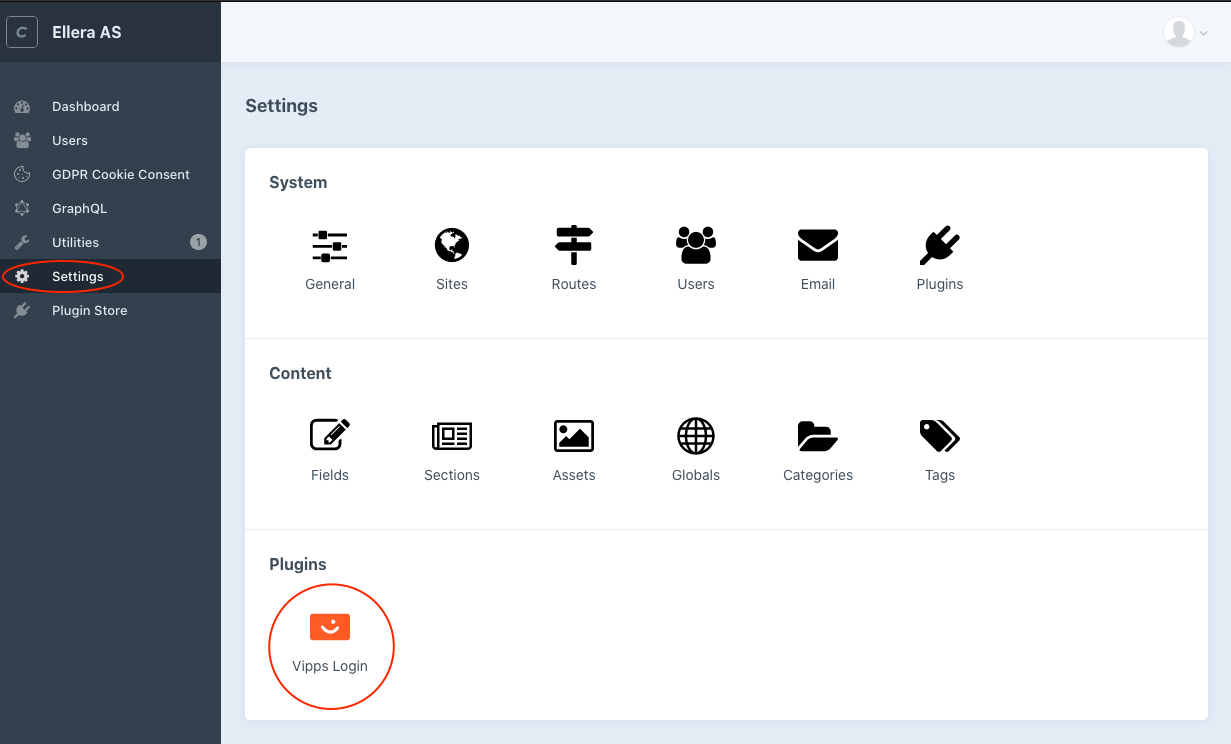 C Ellera AS
Dashboard
Users
GDPR Cookie Consent
GraphQL
Utilities 1
Settings
Plugin Store
Settings
System
General Sites Routes Users Email Plugins
Content
Fields Sections Assets Globals Categories Tags
Plugins
Vipps Login